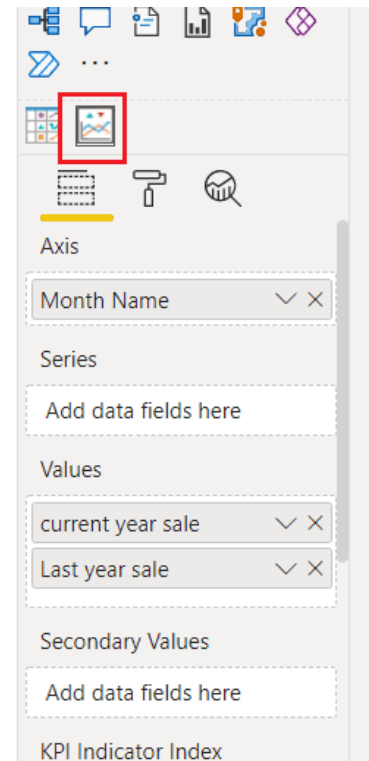 Axis
Month Name
Series
Add data fields here
Values
current year sale
Last year sale
Secondary Values
Add data fields here
KPI Indicator Index